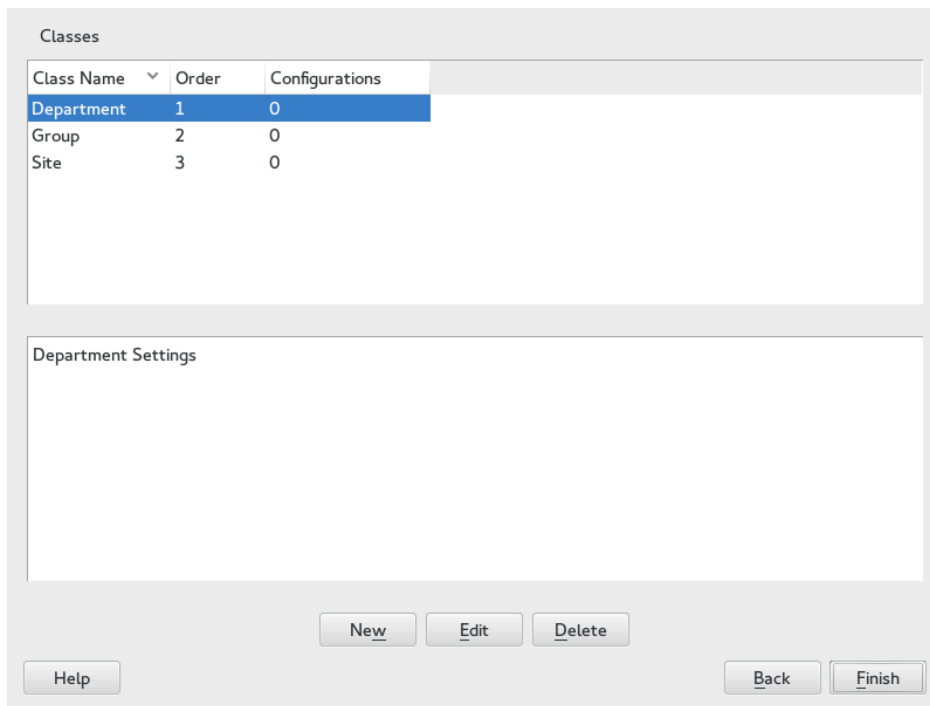 Classes
Class Name Order Configurations
Department 1 0
Group 2 0
Site 3 0
Department Settings
New Edit Delete
Help Back Finish